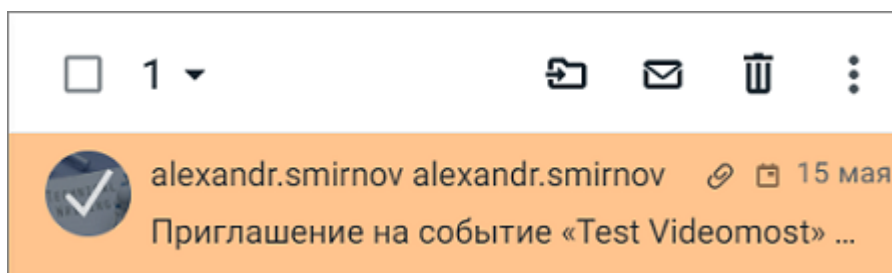 1
alexandr.smirnov alexandr.smirnov 15 мая
Приглашение на событие «Test Videomost» ...